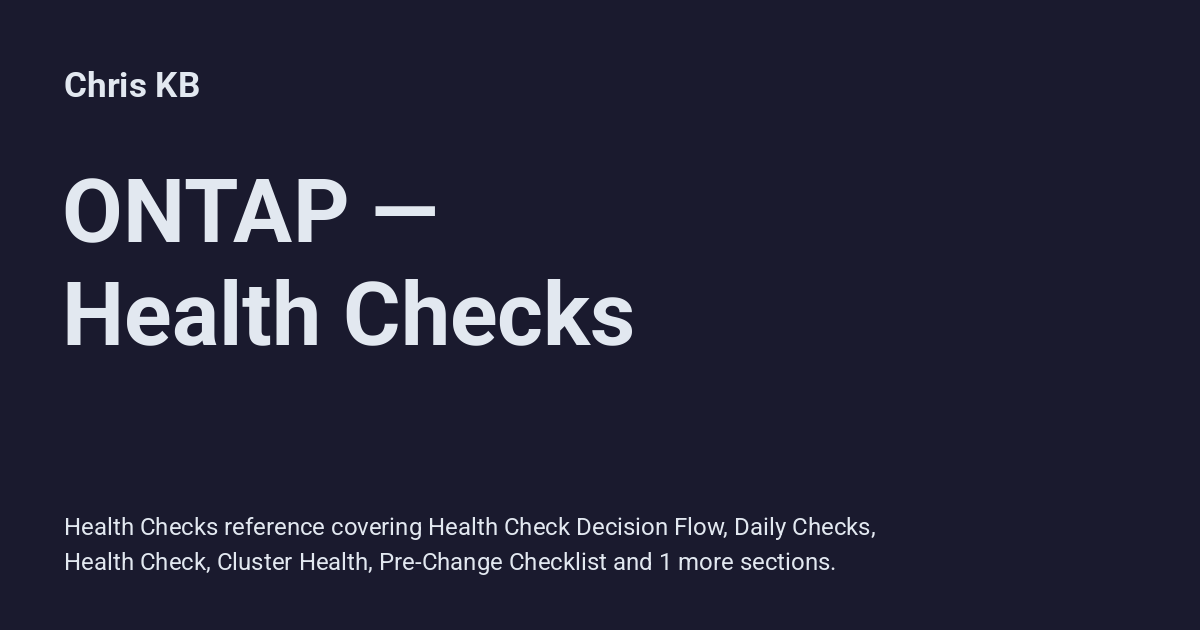 Chris KB
ONTAP —
Health Checks
Health Checks reference covering Health Check Decision Flow, Daily Checks,
Health Check, Cluster Health, Pre-Change Checklist and 1 more sections.